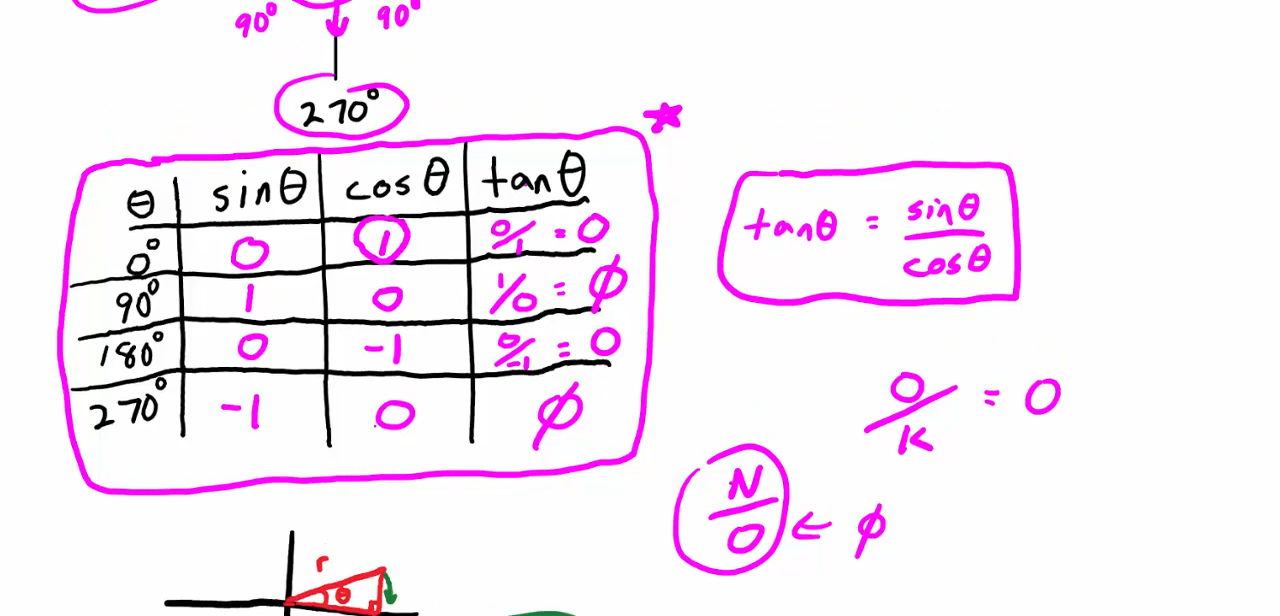 90° 90°
270°
θ sinθ cosθ tanθ
0° 0 1 0/1 = 0
90° 1 0 1/0 = ϕ
180° 0 -1 0/-1 = 0
270° -1 0 ϕ
tanθ = sinθ/cosθ
0/K = 0
N/0 ← ϕ
r
θ